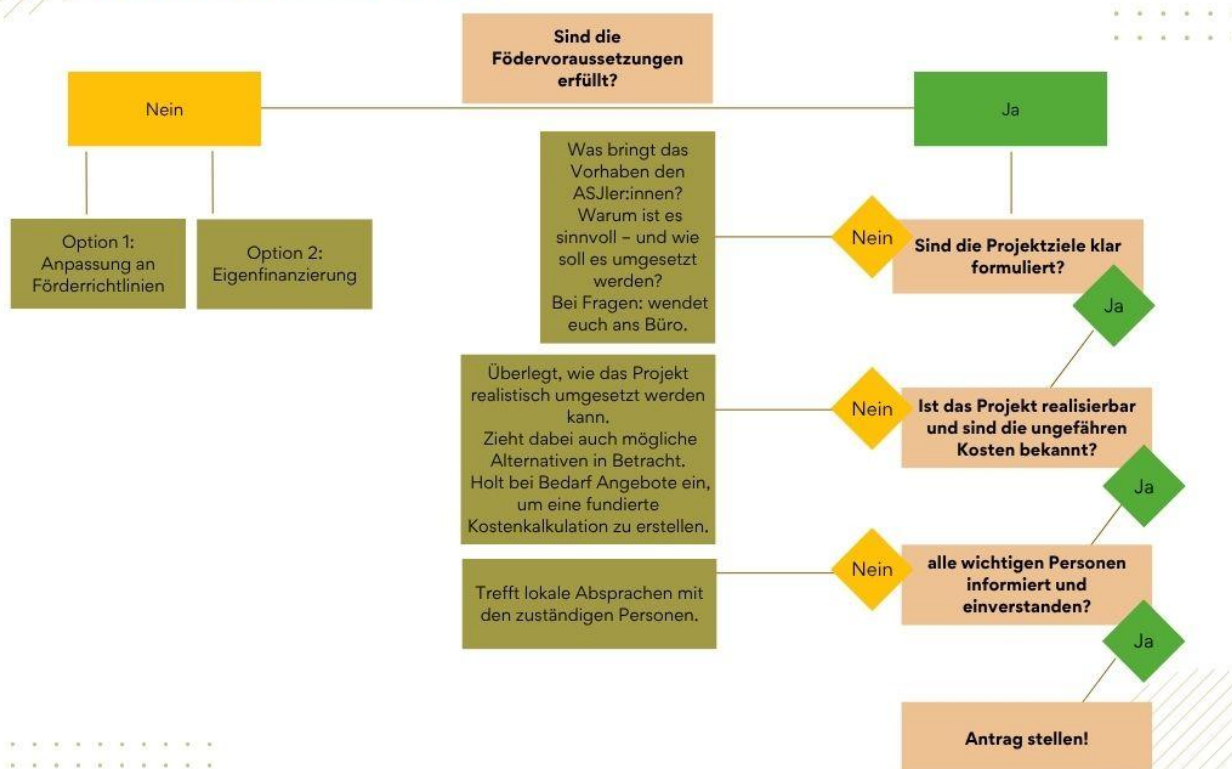 Sind die
Födervoraussetzungen
erfüllt?
Nein
Ja
Option 1:
Anpassung an
Förderrichtlinien
Option 2:
Eigenfinanzierung
Was bringt das
Vorhaben den
ASJler:innen?
Warum ist es
sinnvoll – und wie
soll es umgesetzt
werden?
Bei Fragen: wendet
euch ans Büro.
Nein
Sind die Projektziele klar
formuliert?
Ja
Überlegt, wie das Projekt
realistisch umgesetzt werden
kann.
Zieht dabei auch mögliche
Alternativen in Betracht.
Holt bei Bedarf Angebote ein,
um eine fundierte
Kostenkalkulation zu erstellen.
Nein
Ist das Projekt realisierbar
und sind die ungefähren
Kosten bekannt?
Ja
Trefft lokale Absprachen mit
den zuständigen Personen.
Nein
alle wichtigen Personen
informiert und
einverstanden?
Ja
Antrag stellen!